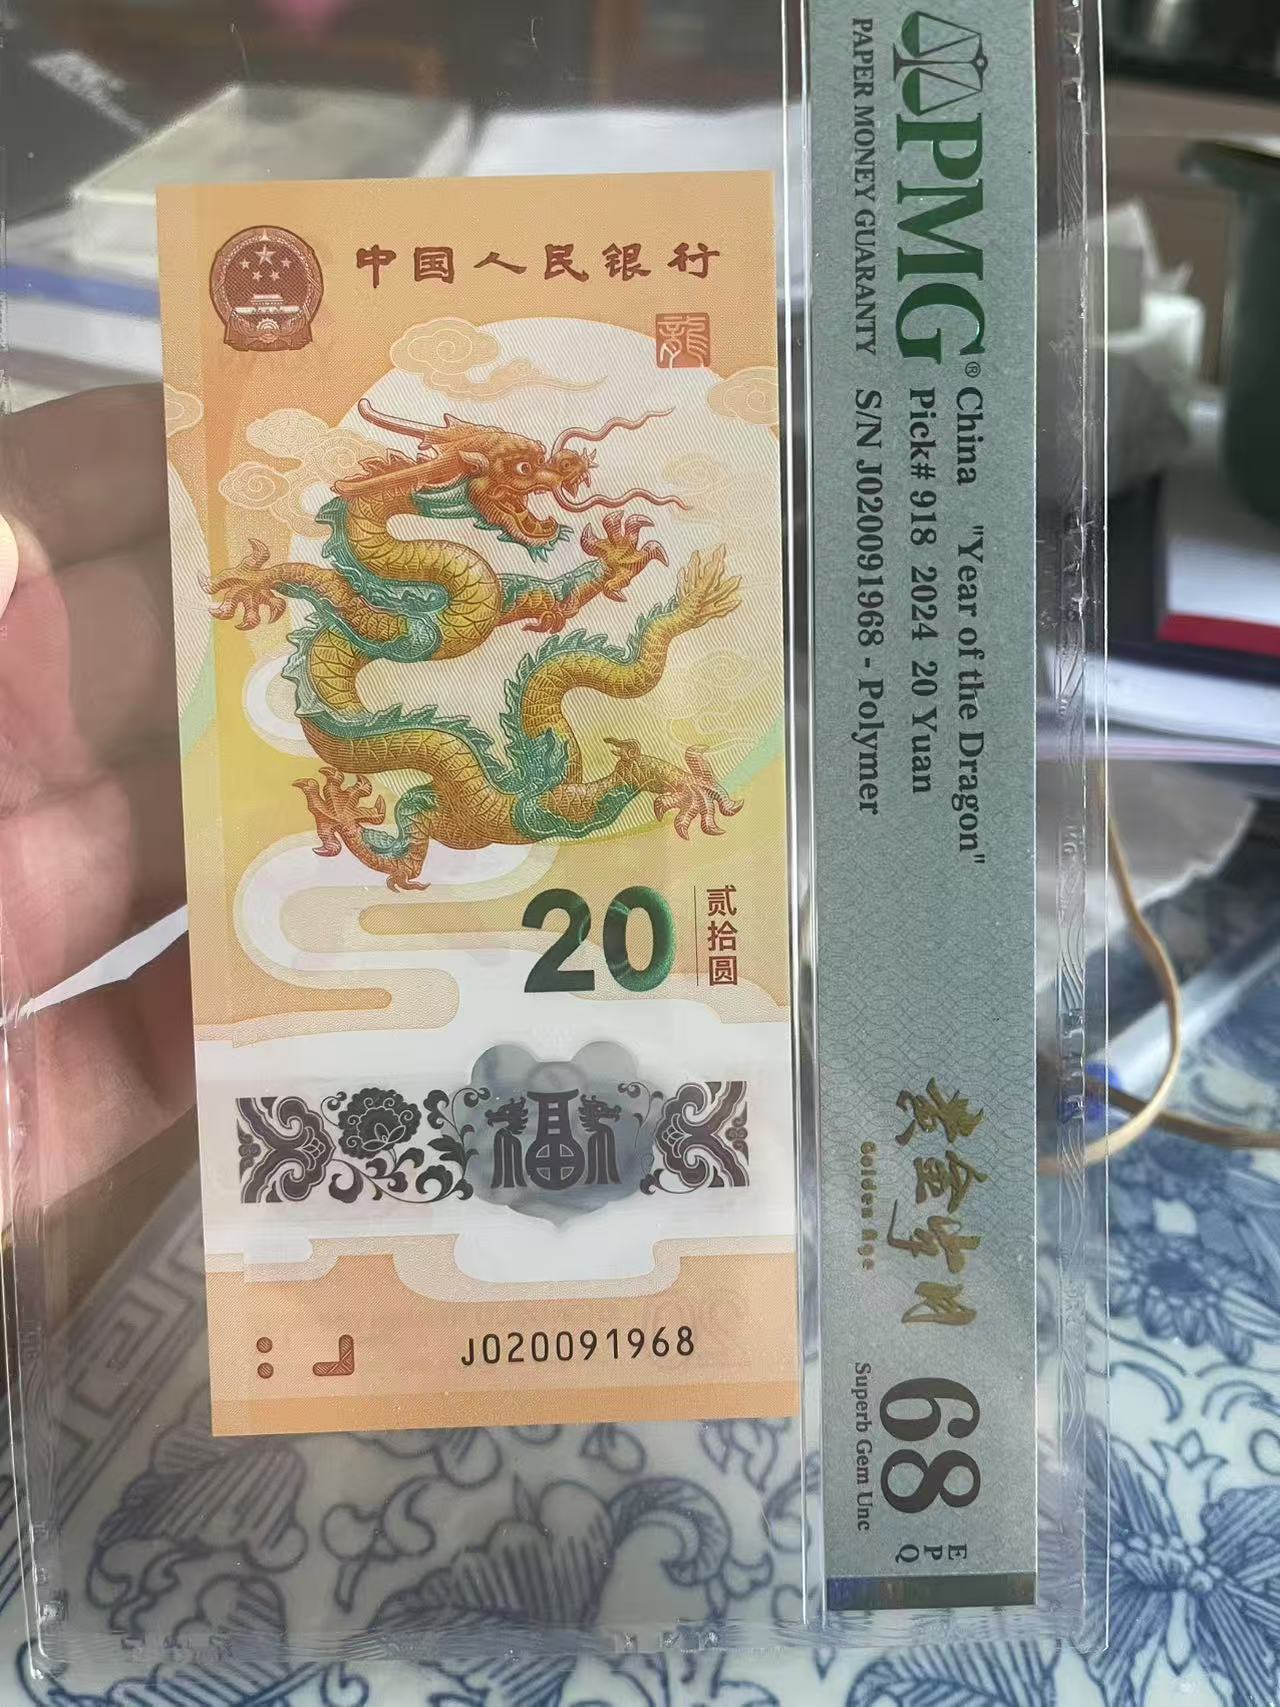 中国人民银行
龍
20
贰拾圆
福
J020091968
PMG®
PAPER MONEY GUARANTY
China "Year of the Dragon"
Pick# 918 2024 20 Yuan
S/N J020091968 - Polymer
黄金岁月
Golden Age
68
EPQ
Superb Gem Unc